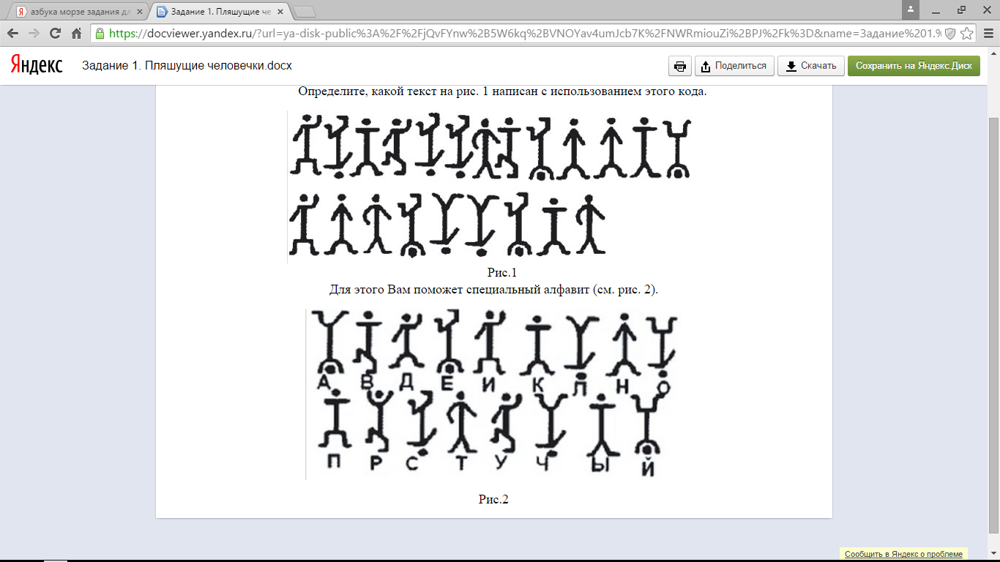 азбука морзе задания дл
Задание 1. Пляшущие че
https://docviewer.yandex.ru/?url=ya-disk-public%3A%2F%2FjQvFYnw%2B5W6kq%2BVNOYav4umJcb7K%2FNWRmiouZi%2BPJ%2Fk%3D&name=Задание%201.%
Яндекс
Задание 1. Пляшущие человечки.docx
Поделиться
Скачать
Сохранить на Яндекс.Диск
Определите, какой текст на рис. 1 написан с использованием этого кода.
Рис.1
Для этого Вам поможет специальный алфавит (см. рис. 2).
А В Д Е И К Л Н О
П Р С Т У Ч Ы Й
Рис.2
Сообщить в Яндекс о проблеме